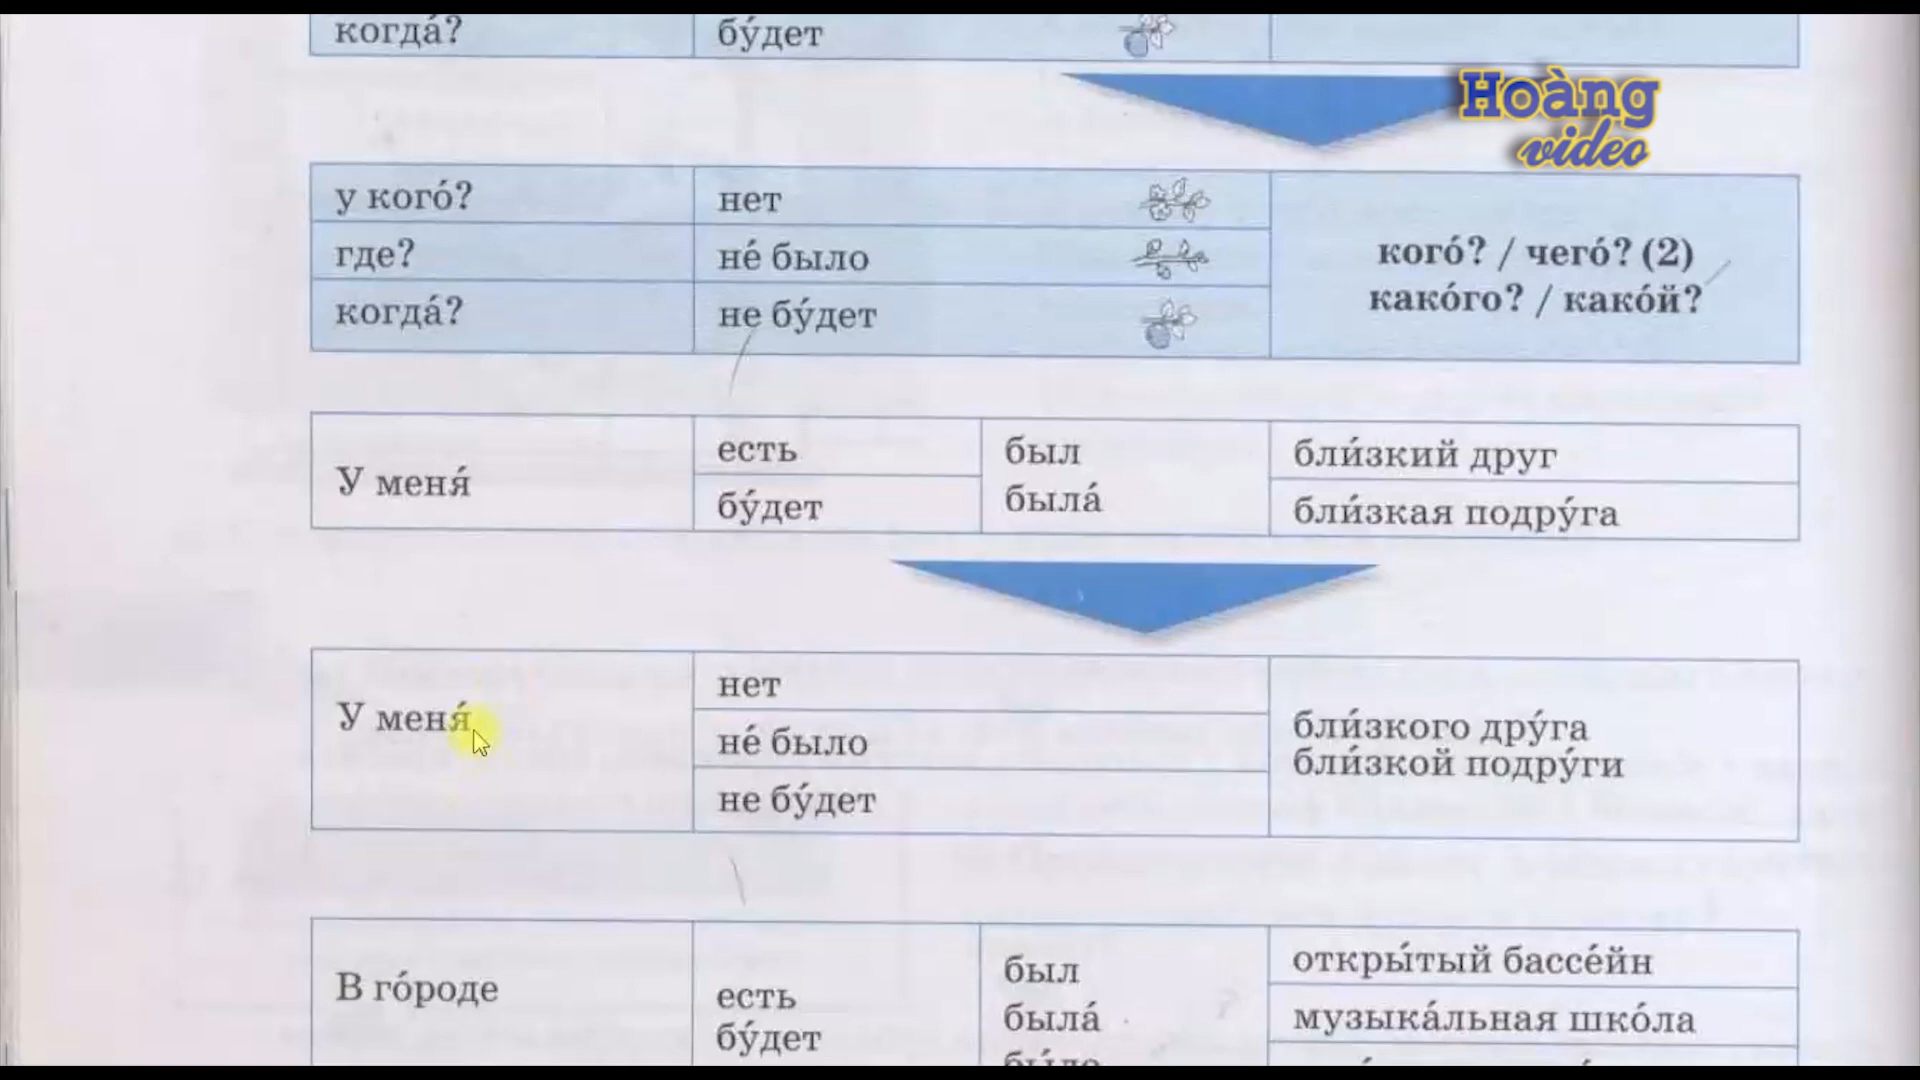 когда́?
бу́дет
Hoàng
video
у кого́?
нет
где?
не́ было
когда́?
не бу́дет
кого́? / чего́? (2)
како́го? / како́й?
У меня́
есть
бу́дет
был
была́
бли́зкий друг
бли́зкая подру́га
У меня́
нет
не́ было
не бу́дет
бли́зкого дру́га
бли́зкой подру́ги
В го́роде
есть
бу́дет
был
была́
откры́тый бассе́йн
музыка́льная шко́ла